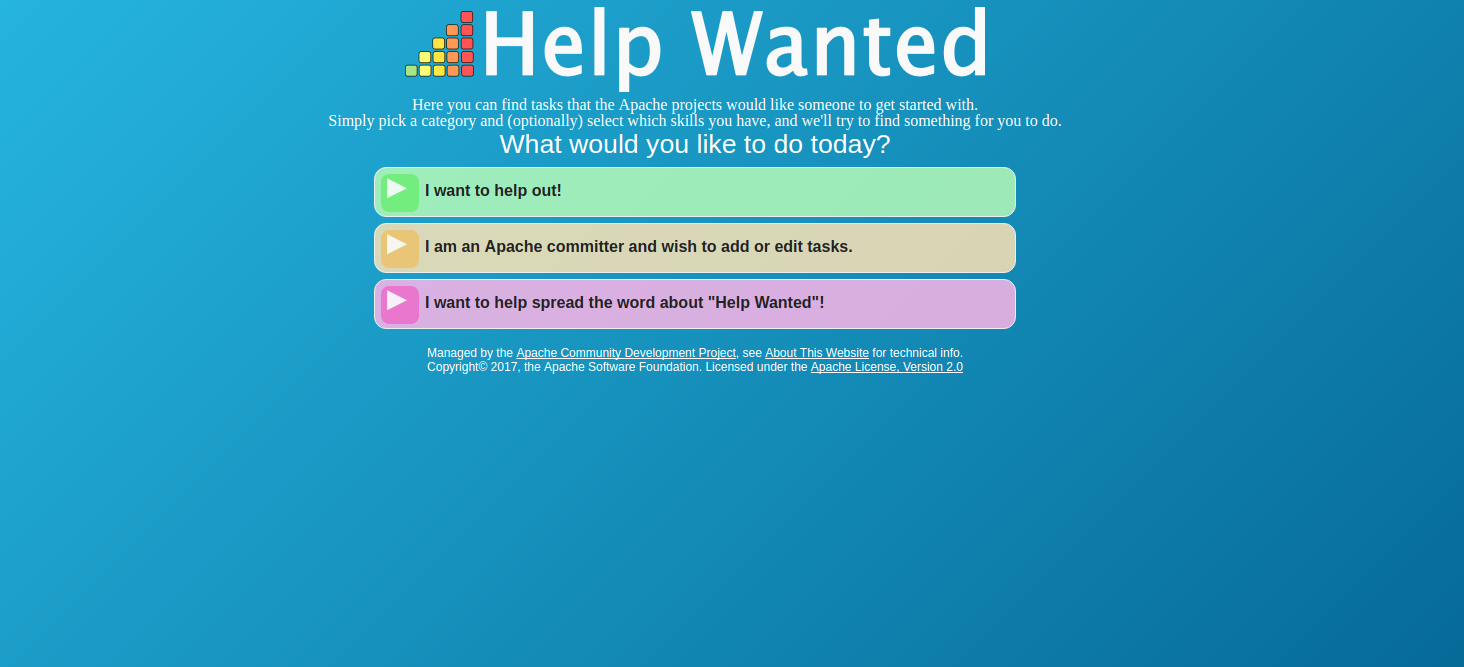 Help Wanted
Here you can find tasks that the Apache projects would like someone to get started with.
Simply pick a category and (optionally) select which skills you have, and we'll try to find something for you to do.
What would you like to do today?
I want to help out!
I am an Apache committer and wish to add or edit tasks.
I want to help spread the word about "Help Wanted"!
Managed by the Apache Community Development Project, see About This Website for technical info.
Copyright© 2017, the Apache Software Foundation. Licensed under the Apache License, Version 2.0